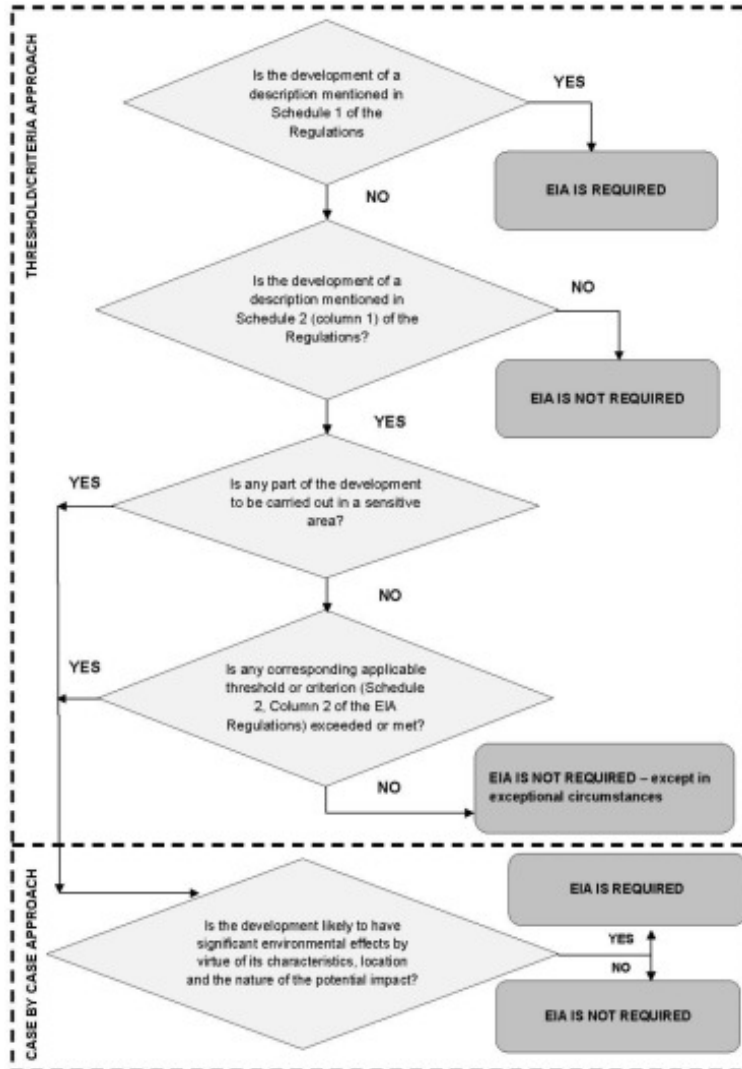 THRESHOLD/CRITERIA APPROACH
Is the development of a
description mentioned in
Schedule 1 of the
Regulations
YES
EIA IS REQUIRED
NO
Is the development of a
description mentioned in
Schedule 2 (column 1) of the
Regulations?
NO
EIA IS NOT REQUIRED
YES
Is any part of the development
to be carried out in a sensitive
area?
YES
NO
Is any corresponding applicable
threshold or criterion (Schedule
2, Column 2 of the EIA
Regulations) exceeded or met?
YES
NO
EIA IS NOT REQUIRED – except in
exceptional circumstances
CASE BY CASE APPROACH
Is the development likely to have
significant environmental effects by
virtue of its characteristics, location
and the nature of the potential impact?
EIA IS REQUIRED
YES
NO
EIA IS NOT REQUIRED